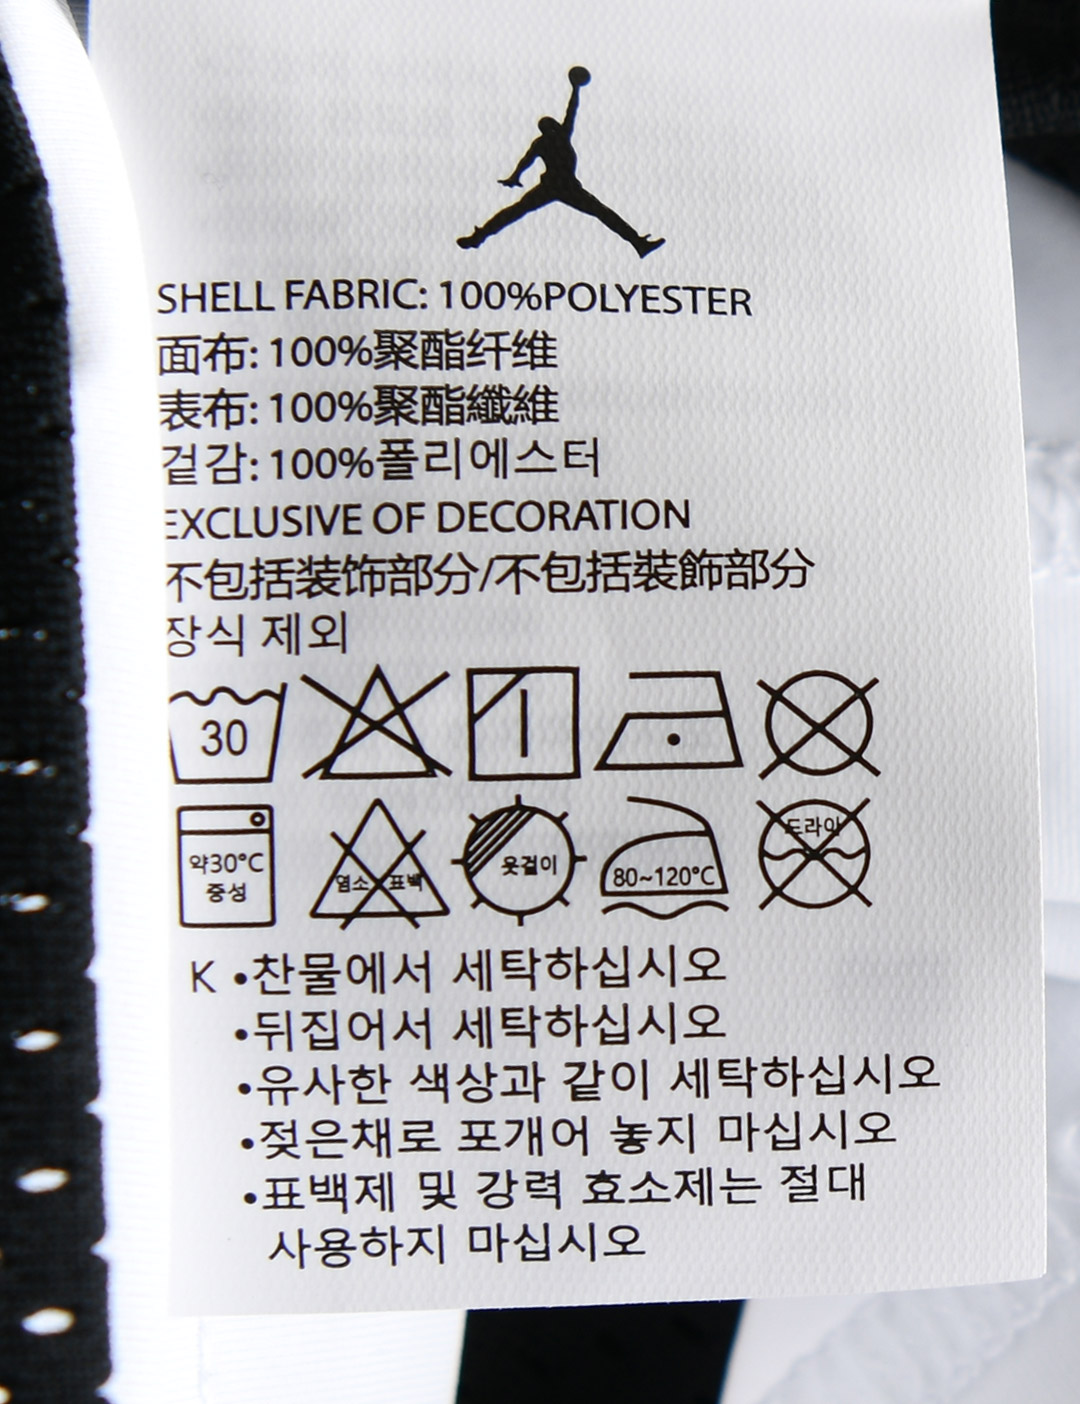 SHELL FABRIC: 100%POLYESTER
面布: 100%聚酯纤维
表布: 100%聚酯纖維
겉감: 100%폴리에스터
EXCLUSIVE OF DECORATION
不包括装饰部分/不包括裝飾部分
장식 제외
30
약30°C
중성
염소 표백
옷걸이
80~120°C
드라이
K •찬물에서 세탁하십시오
•뒤집어서 세탁하십시오
•유사한 색상과 같이 세탁하십시오
•젖은채로 포개어 놓지 마십시오
•표백제 및 강력 효소제는 절대
사용하지 마십시오